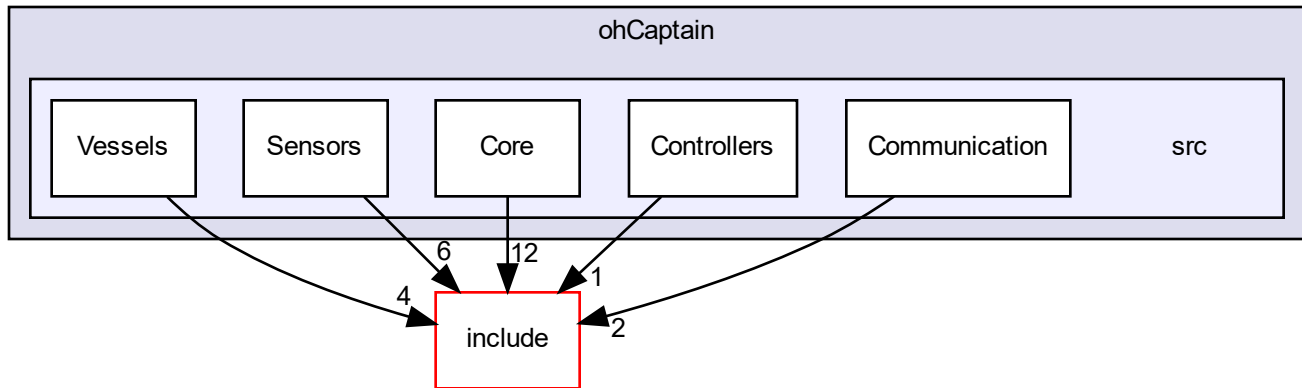 ohCaptain
Vessels
Sensors
Core
Controllers
Communication
src
6
12
1
4
2
include